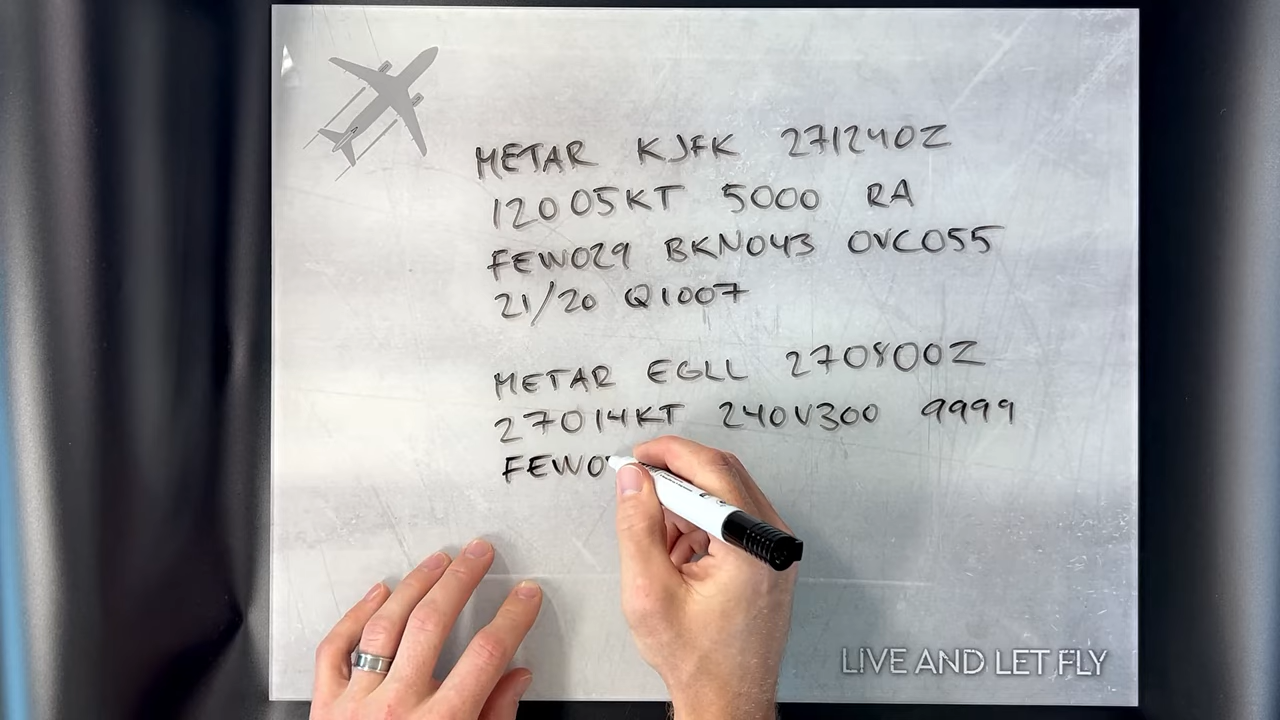 METAR KJFK 271240Z
12005KT 5000 RA
FEW029 BKN043 OVC055
21/20 Q1007
METAR EGLL 270800Z
27014KT 240V300 9999
LIVE AND LET FLY